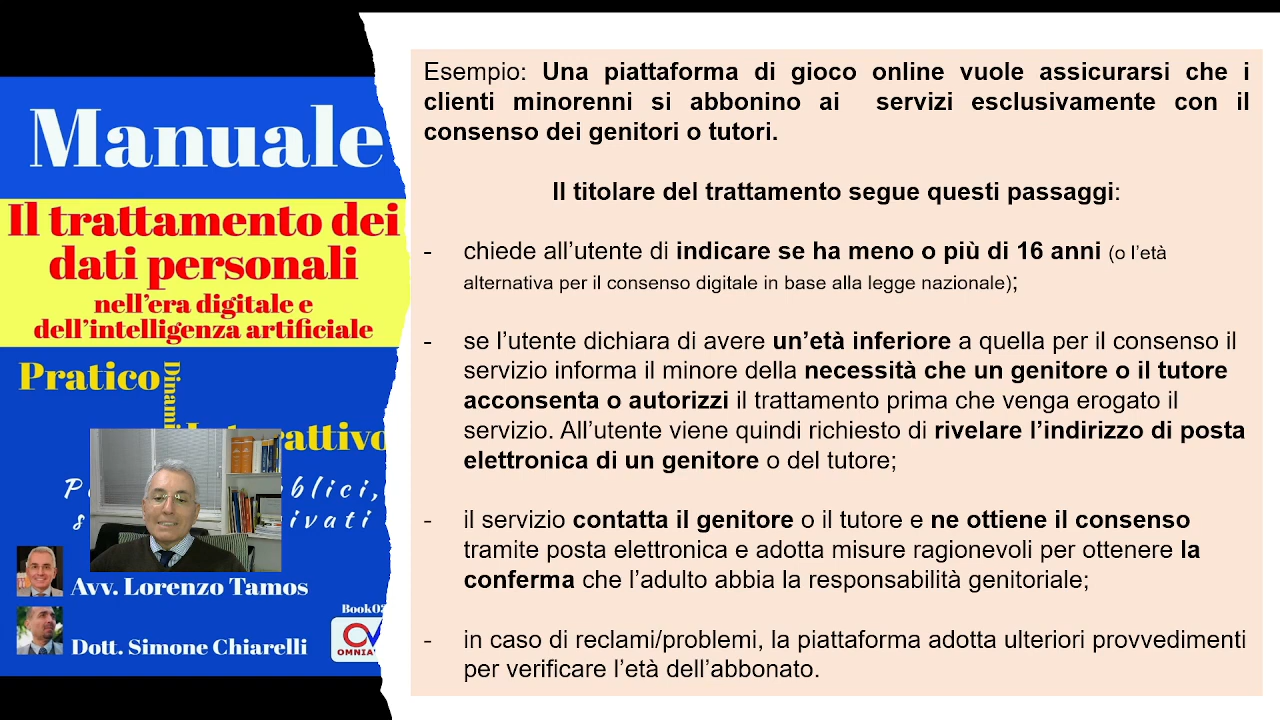 Manuale
Il trattamento dei
dati personali
nell'era digitale e
dell'intelligenza artificiale
Pratico
Avv. Lorenzo Tamos
Dott. Simone Chiarelli
Esempio: Una piattaforma di gioco online vuole assicurarsi che i
clienti minorenni si abbonino ai servizi esclusivamente con il
consenso dei genitori o tutori.
Il titolare del trattamento segue questi passaggi:
- chiede all'utente di indicare se ha meno o più di 16 anni (o l'età
alternativa per il consenso digitale in base alla legge nazionale);
- se l'utente dichiara di avere un'età inferiore a quella per il consenso il
servizio informa il minore della necessità che un genitore o il tutore
acconsenta o autorizzi il trattamento prima che venga erogato il
servizio. All'utente viene quindi richiesto di rivelare l'indirizzo di posta
elettronica di un genitore o del tutore;
- il servizio contatta il genitore o il tutore e ne ottiene il consenso
tramite posta elettronica e adotta misure ragionevoli per ottenere la
conferma che l'adulto abbia la responsabilità genitoriale;
- in caso di reclami/problemi, la piattaforma adotta ulteriori provvedimenti
per verificare l'età dell'abbonato.